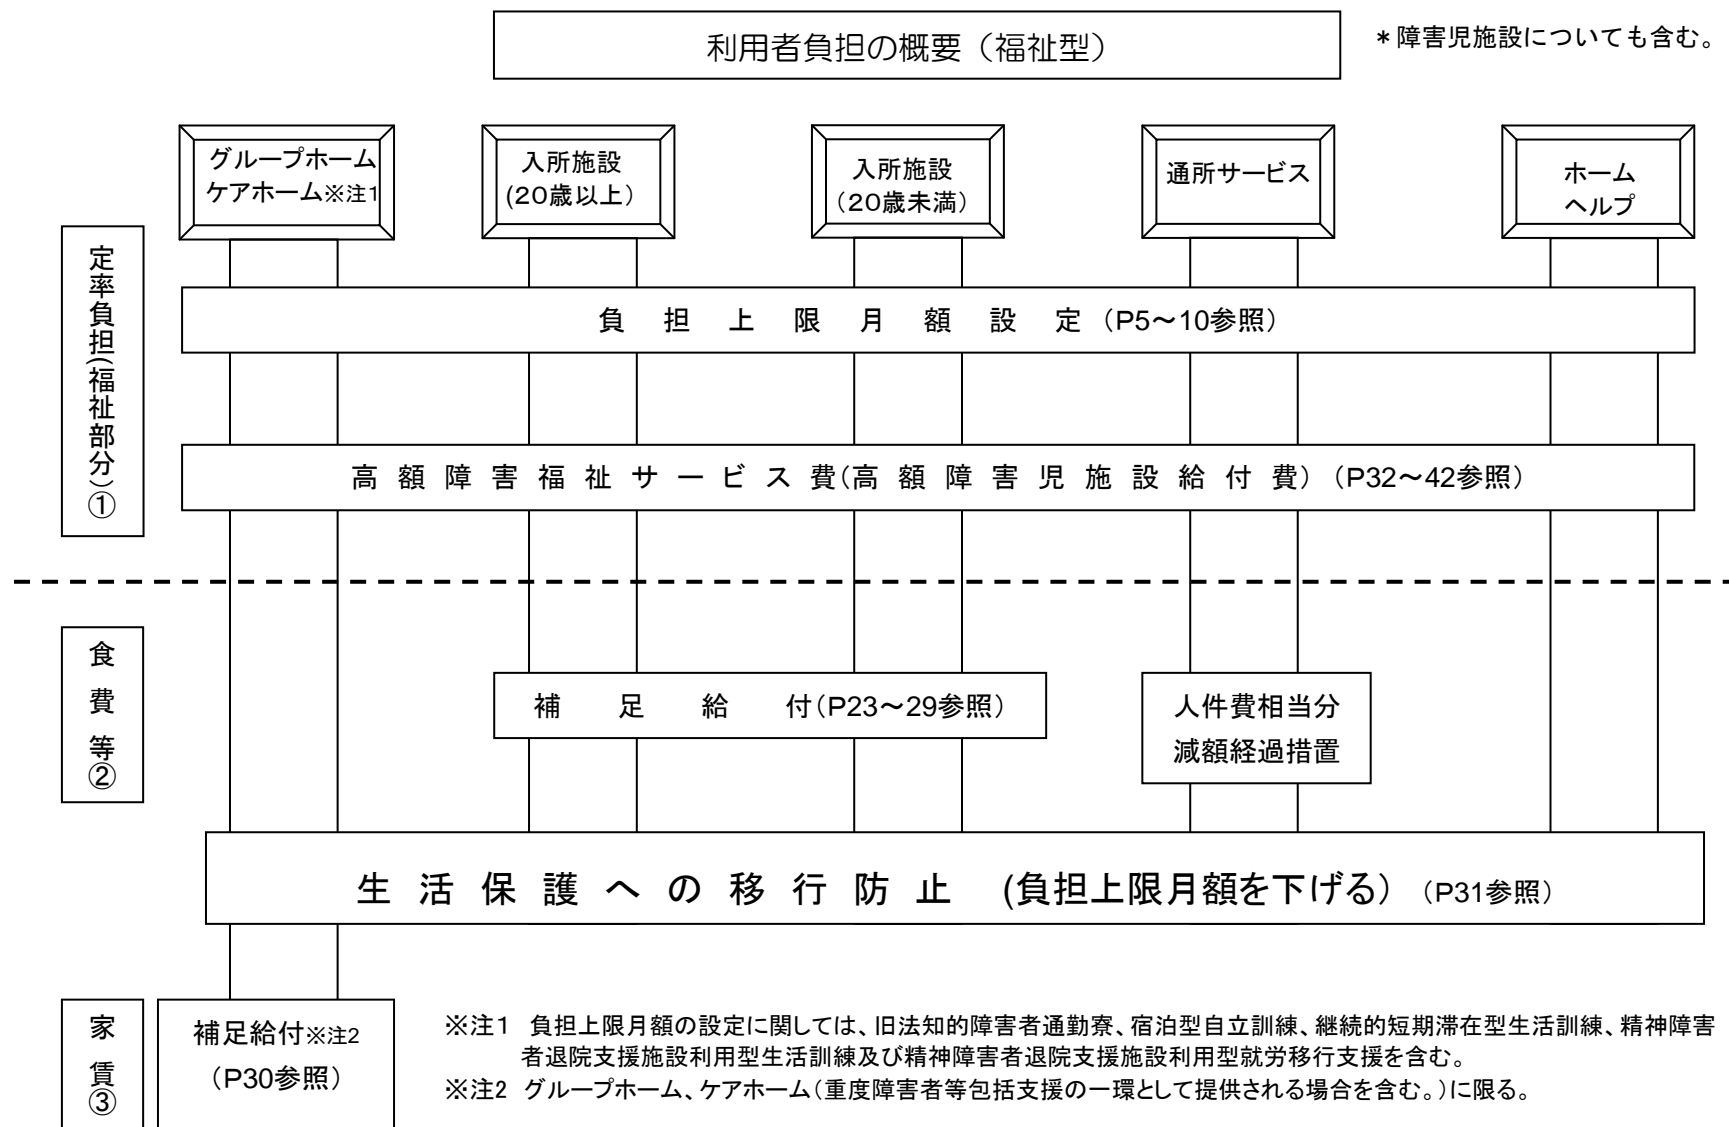 利用者負担の概要（福祉型）
＊障害児施設についても含む。
グループホーム
ケアホーム※注1
入所施設
(20歳以上）
入所施設
（20歳未満）
通所サービス
ホーム
ヘルプ
定率負担(福祉部分)①
負担上限月額設定（P5～10参照）
高額障害福祉サービス費(高額障害児施設給付費）（P32～42参照）
食費等②
補足給付(P23～29参照）
人件費相当分
減額経過措置
生活保護への移行防止 (負担上限月額を下げる）（P31参照）
家賃③
補足給付※注2
（P30参照）
※注1 負担上限月額の設定に関しては、旧法知的障害者通勤寮、宿泊型自立訓練、継続的短期滞在型生活訓練、精神障害
者退院支援施設利用型生活訓練及び精神障害者退院支援施設利用型就労移行支援を含む。
※注2 グループホーム、ケアホーム（重度障害者等包括支援の一環として提供される場合を含む。）に限る。